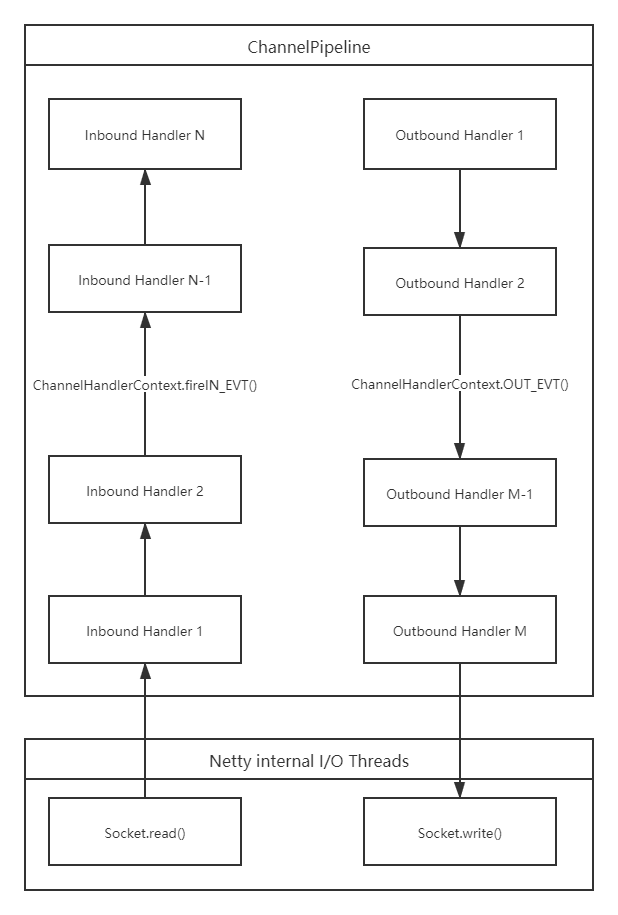 ChannelPipeline
Inbound Handler N
Outbound Handler 1
Inbound Handler N-1
Outbound Handler 2
ChannelHandlerContext.fireIN_EVT()
ChannelHandlerContext.OUT_EVT()
Inbound Handler 2
Outbound Handler M-1
Inbound Handler 1
Outbound Handler M
Netty internal I/O Threads
Socket.read()
Socket.write()